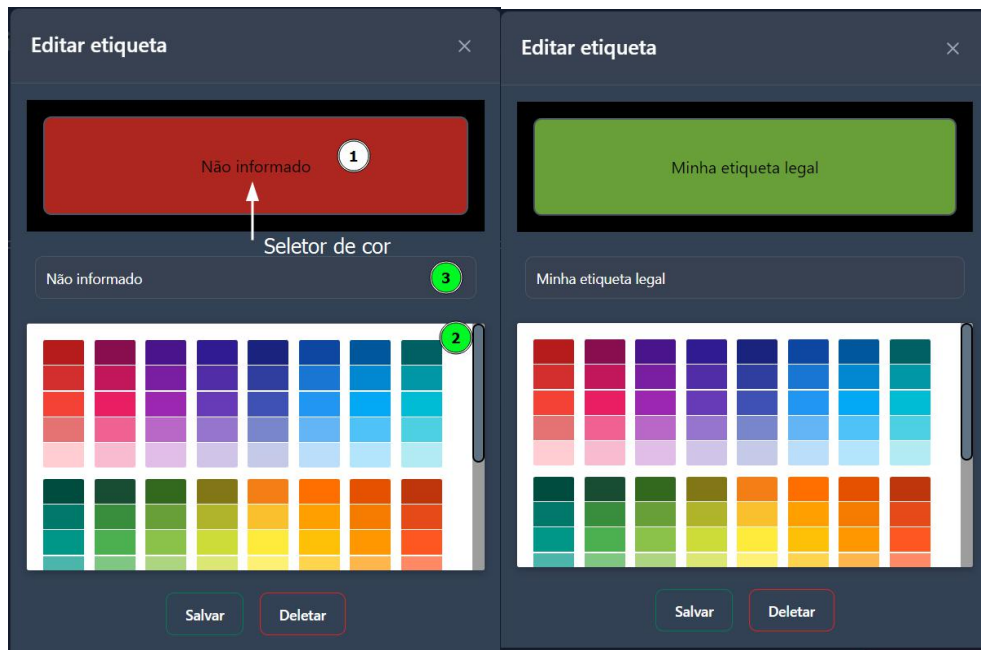 Editar etiqueta
×
Não informado
1
Seletor de cor
Não informado
3
2
Salvar
Deletar
Editar etiqueta
×
Minha etiqueta legal
Minha etiqueta legal
Salvar
Deletar